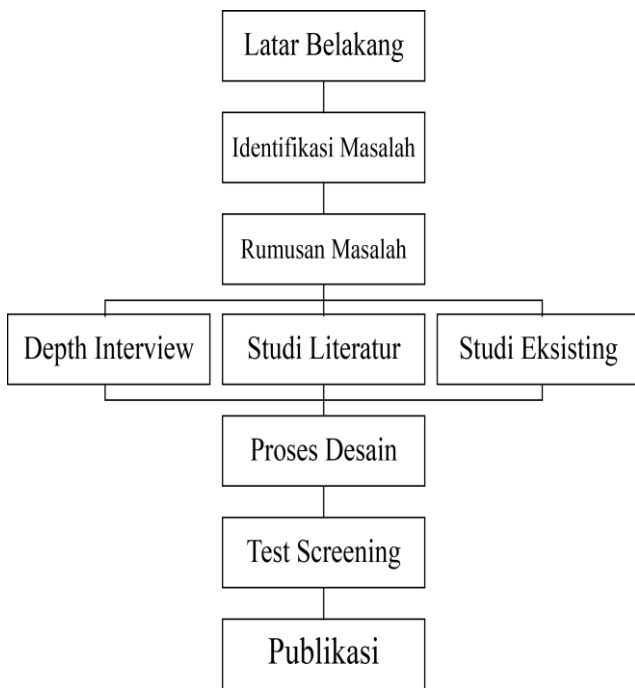 Latar Belakang
Identifikasi Masalah
Rumusan Masalah
Depth Interview
Studi Literatur
Studi Eksisting
Proses Desain
Test Screening
Publikasi